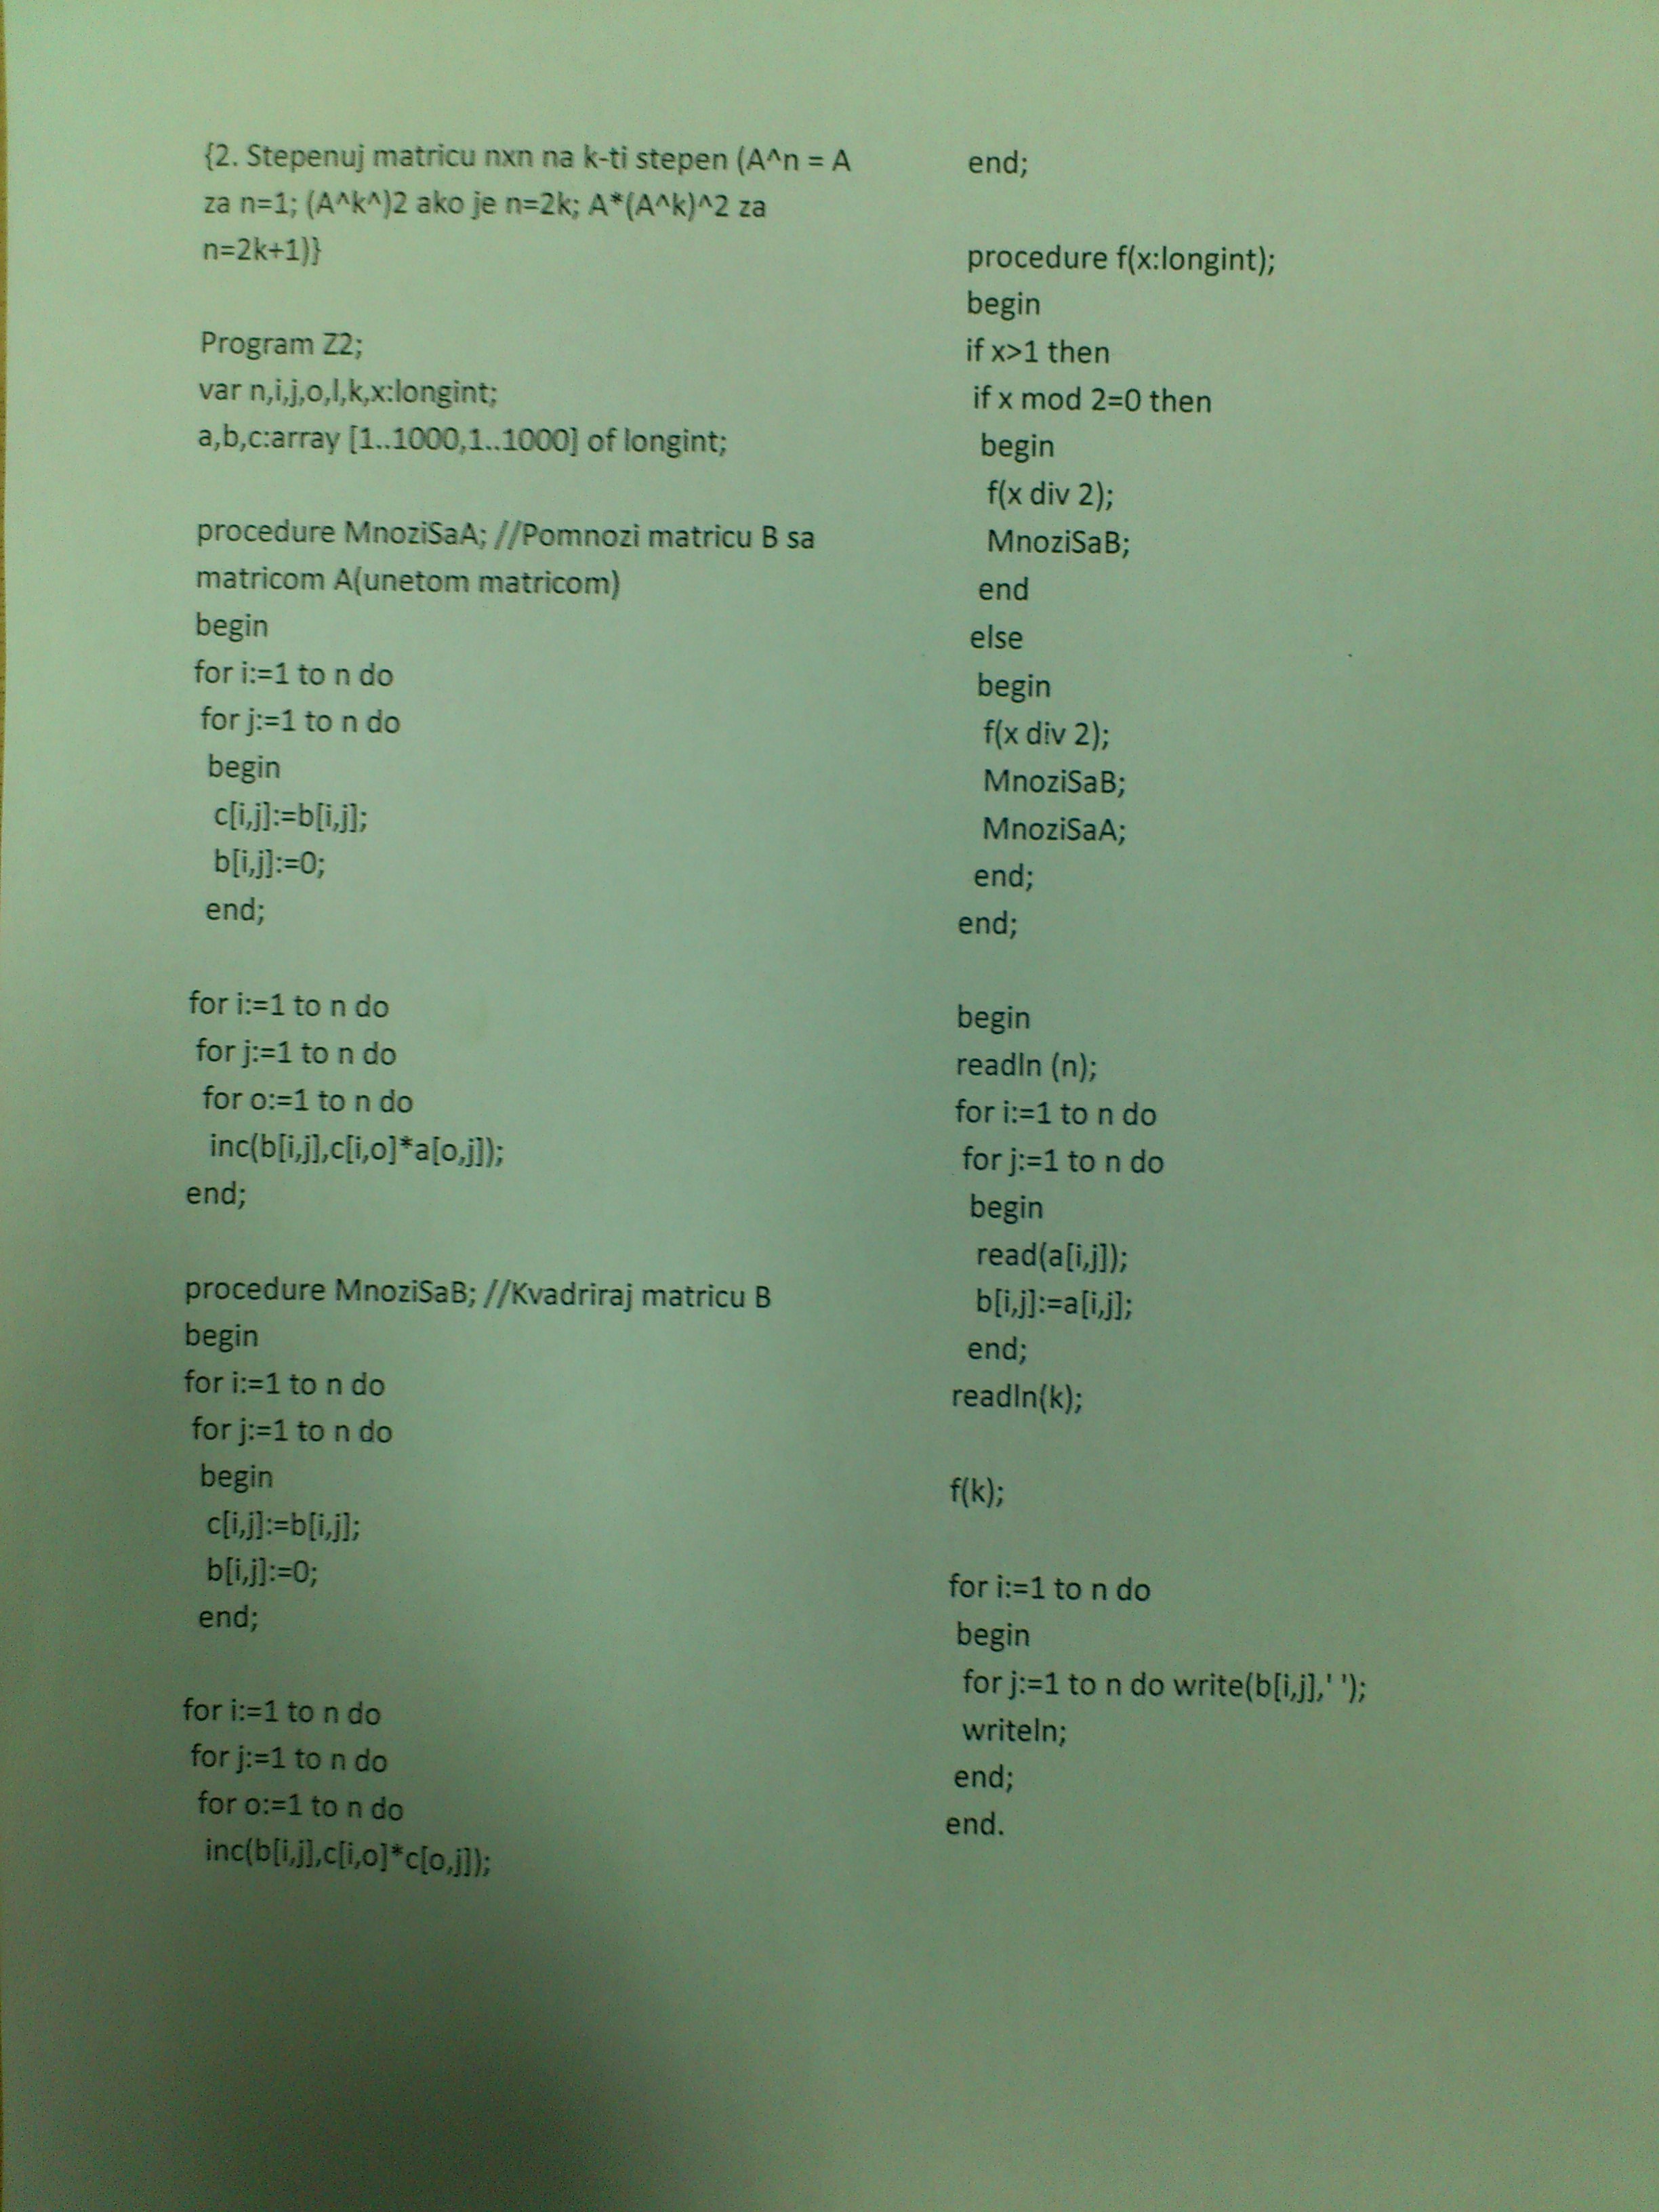 {2. Stepenuj matricu nxn na k-ti stepen (A^n = A
za n=1; (A^k^)2 ako je n=2k; A*(A^k)^2 za
n=2k+1)}
Program Z2;
var n,i,j,o,l,k,x:longint;
a,b,c:array [1..1000,1..1000] of longint;
procedure MnoziSaA; //Pomnozi matricu B sa
matricom A(unetom matricom)
begin
for i:=1 to n do
for j:=1 to n do
begin
c[i,j]:=b[i,j];
b[i,j]:=0;
end;
for i:=1 to n do
for j:=1 to n do
for o:=1 to n do
inc(b[i,j],c[i,o]*a[o,j]);
end;
procedure MnoziSaB; //Kvadriraj matricu B
begin
for i:=1 to n do
for j:=1 to n do
begin
c[i,j]:=b[i,j];
b[i,j]:=0;
end;
for i:=1 to n do
for j:=1 to n do
for o:=1 to n do
inc(b[i,j],c[i,o]*c[o,j]);
end;
procedure f(x:longint);
begin
if x>1 then
if x mod 2=0 then
begin
f(x div 2);
MnoziSaB;
end
else
begin
f(x div 2);
MnoziSaB;
MnoziSaA;
end;
end;
begin
readln (n);
for i:=1 to n do
for j:=1 to n do
begin
read(a[i,j]);
b[i,j]:=a[i,j];
end;
readln(k);
f(k);
for i:=1 to n do
begin
for j:=1 to n do write(b[i,j],' ');
writeln;
end;
end.